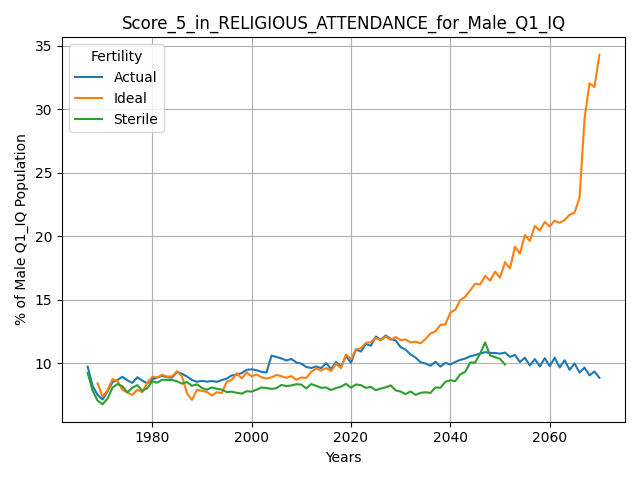 Score_5_in_RELIGIOUS_ATTENDANCE_for_Male_Q1_IQ
Fertility
Actual
Ideal
Sterile
% of Male Q1_IQ Population
35
30
25
20
15
10
1980
2000
2020
2040
2060
Years